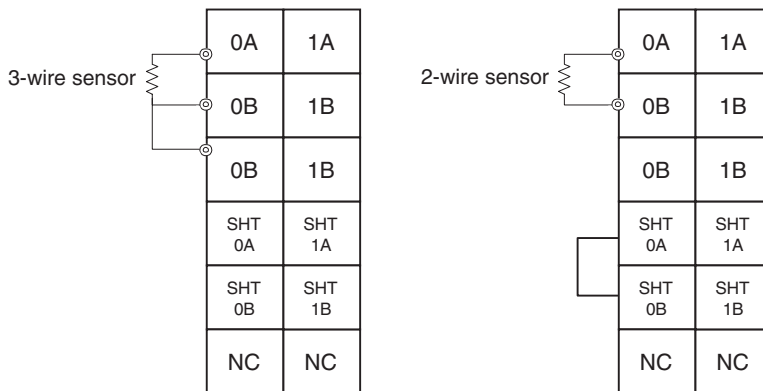 3-wire sensor
0A 1A
0B 1B
0B 1B
SHT SHT
0A 1A
SHT SHT
0B 1B
NC NC
2-wire sensor
0A 1A
0B 1B
0B 1B
SHT SHT
0A 1A
SHT SHT
0B 1B
NC NC